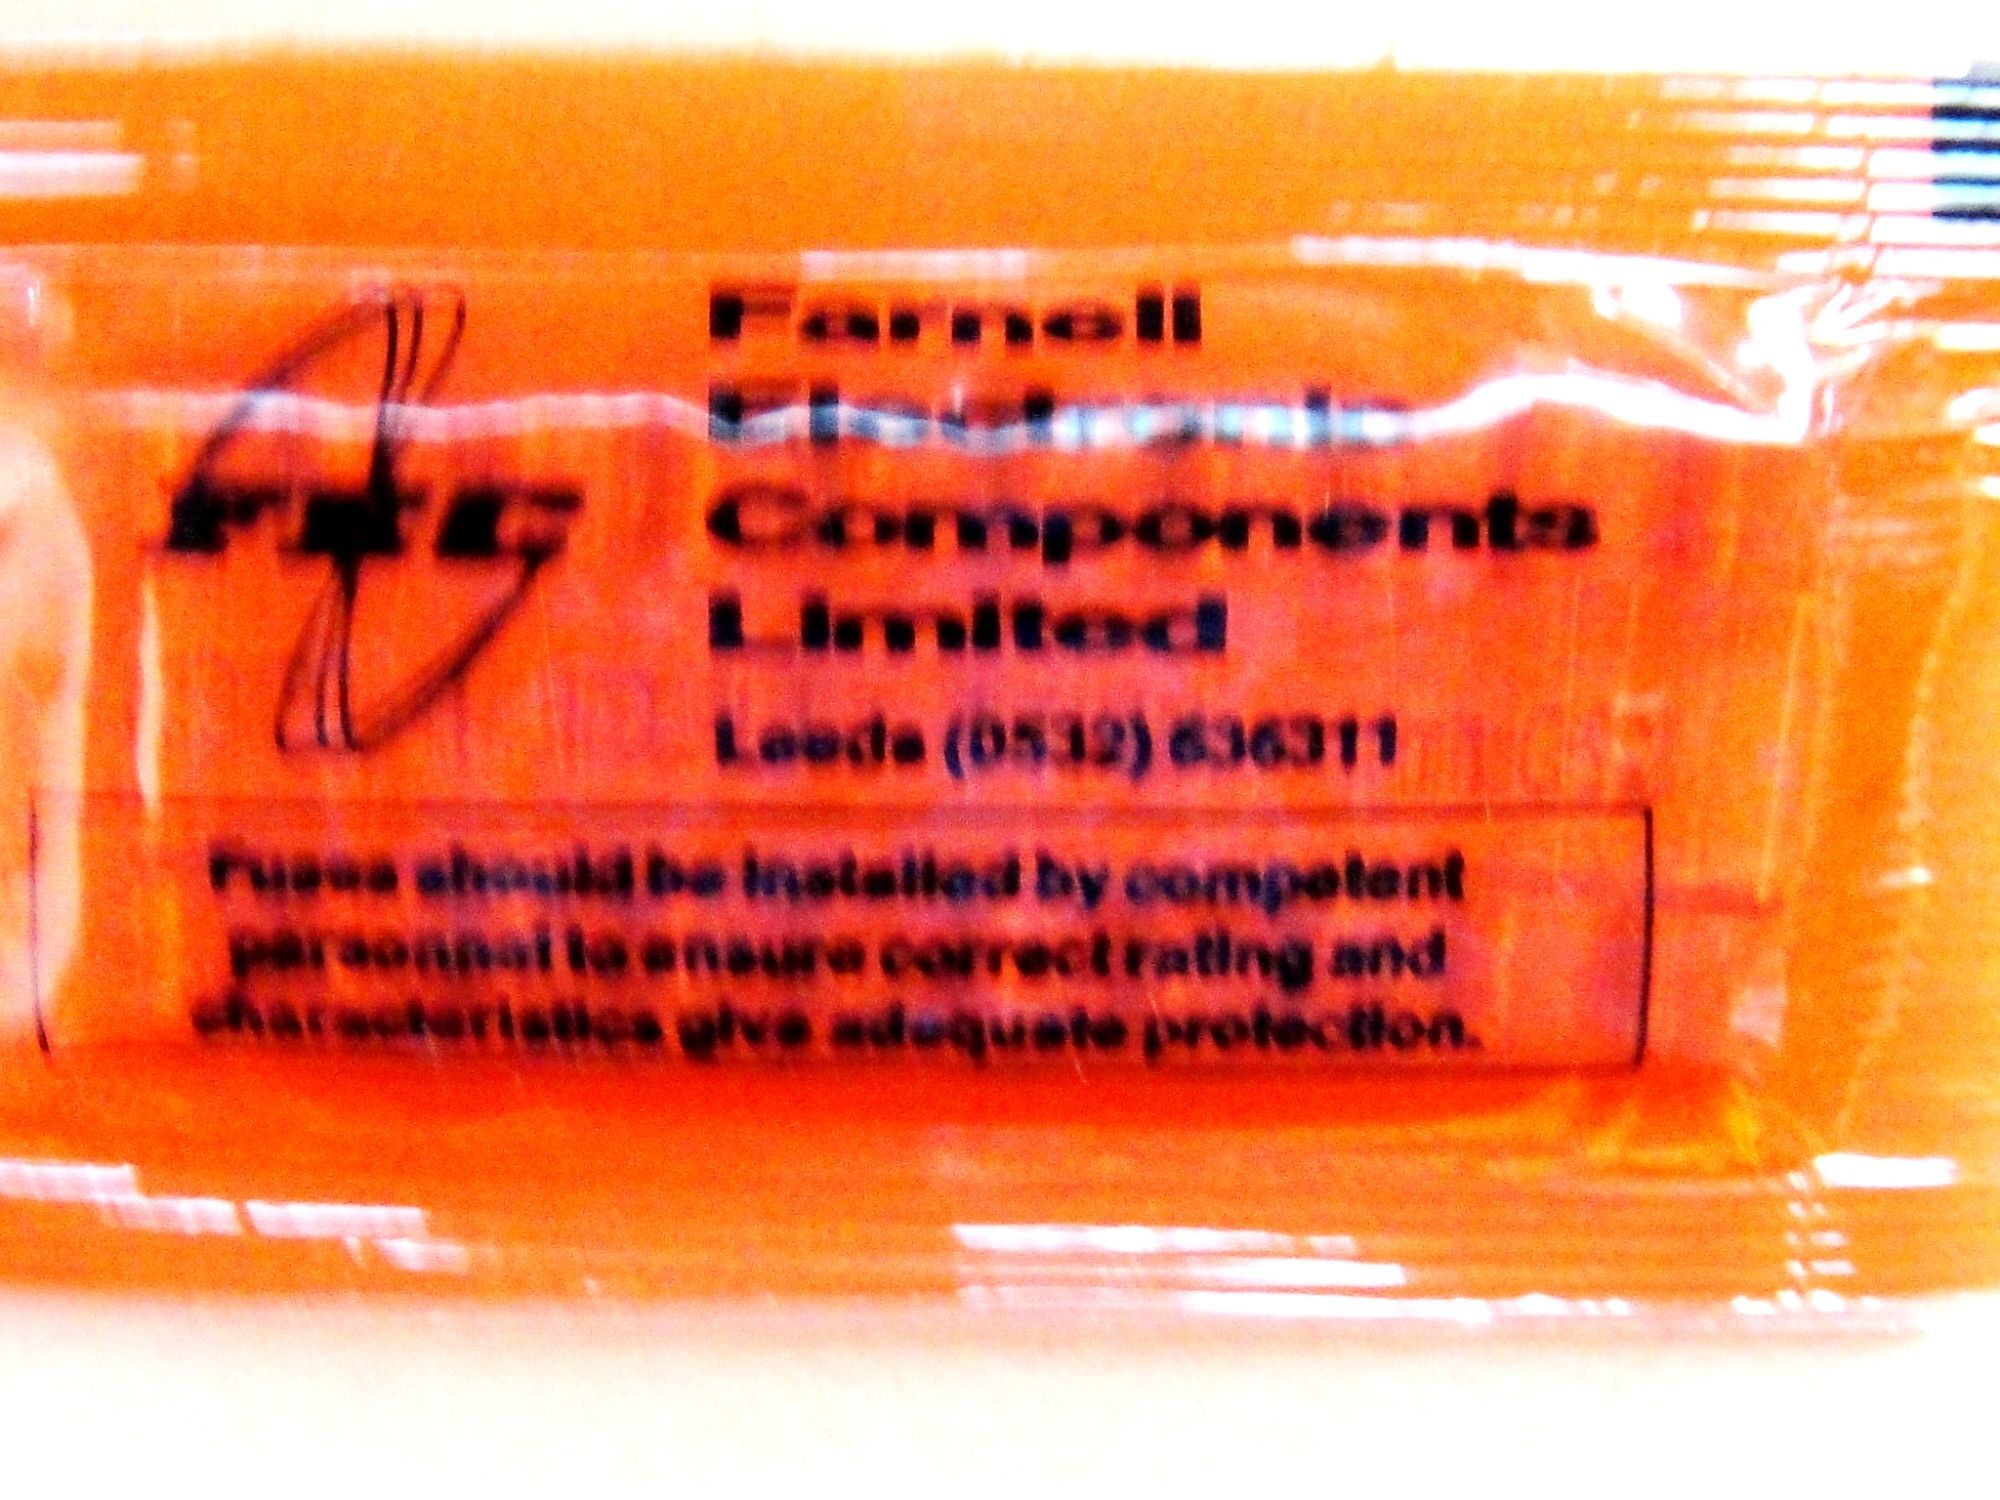 Farnell
Electronic
Components
Limited
Leeds (0532) 636311
Fuses should be installed by competent
personnel to ensure correct rating and
characteristics give adequate protection.